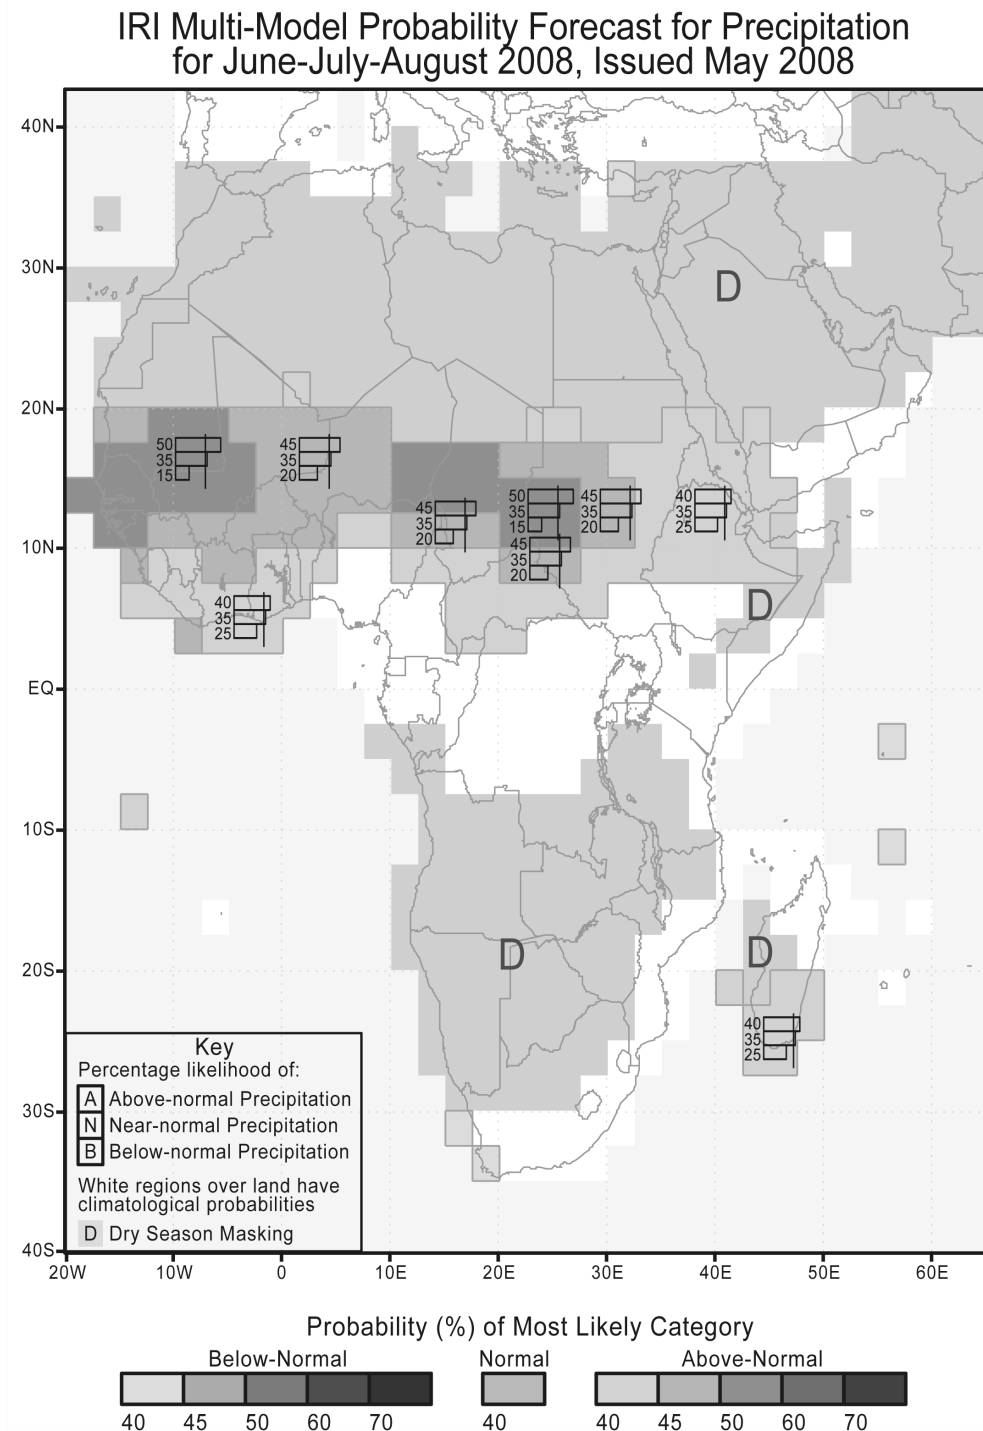 IRI Multi-Model Probability Forecast for Precipitation
for June-July-August 2008, Issued May 2008
40N
30N
D
20N
50
35
15
45
35
20
45
35
20
50
35
15
45
35
20
40
35
25
45
35
20
10N
D
40
35
25
EQ
10S
D
D
20S
40
35
25
30S
40S
Key
Percentage likelihood of:
A Above-normal Precipitation
N Near-normal Precipitation
B Below-normal Precipitation
White regions over land have
climatological probabilities
D Dry Season Masking
20W 10W 0 10E 20E 30E 40E 50E 60E
Probability (%) of Most Likely Category
Below-Normal Normal Above-Normal
40 45 50 60 70 40 40 45 50 60 70